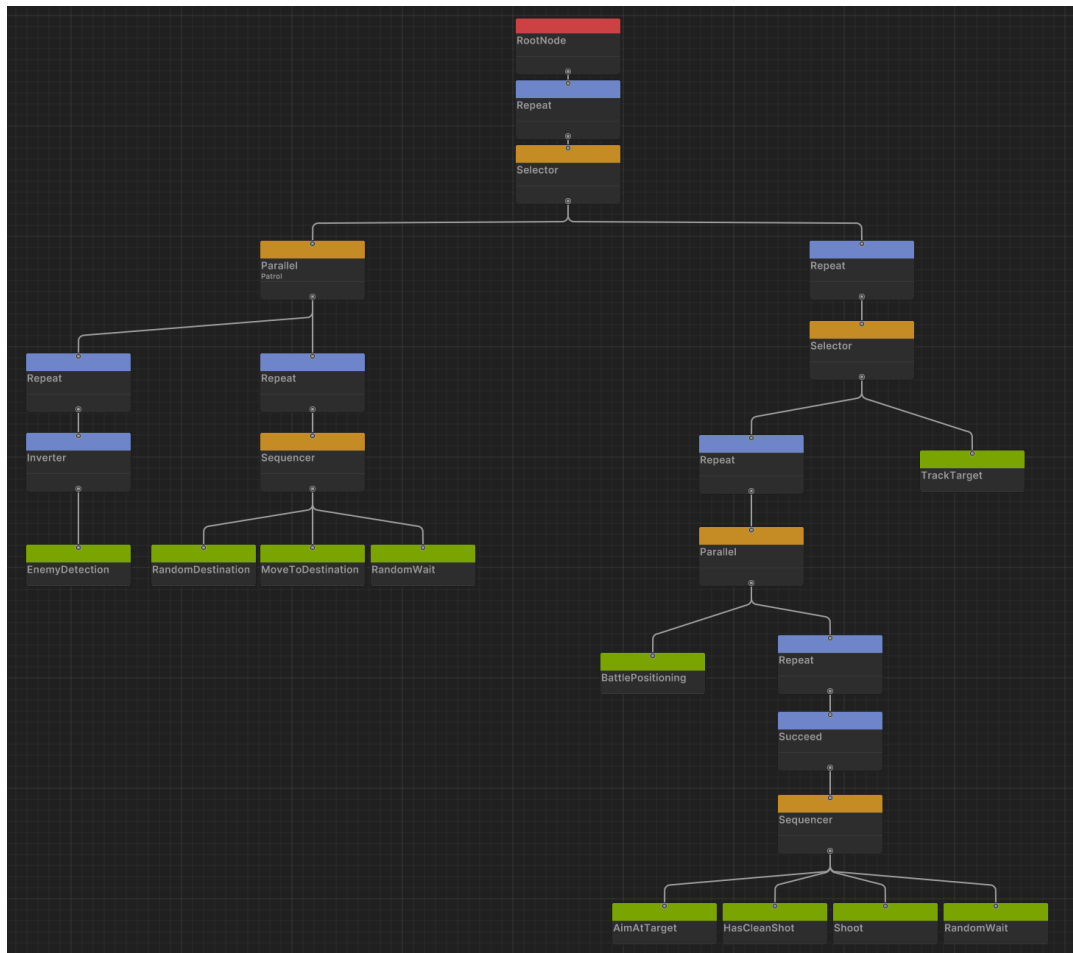 RootNode
Repeat
Selector
Parallel
Patrol
Repeat
Selector
Repeat
Repeat
Inverter
Sequencer
Repeat
TrackTarget
EnemyDetection
RandomDestination
MoveToDestination
RandomWait
Parallel
BattlePositioning
Repeat
Succeed
Sequencer
AimAtTarget
HasCleanShot
Shoot
RandomWait